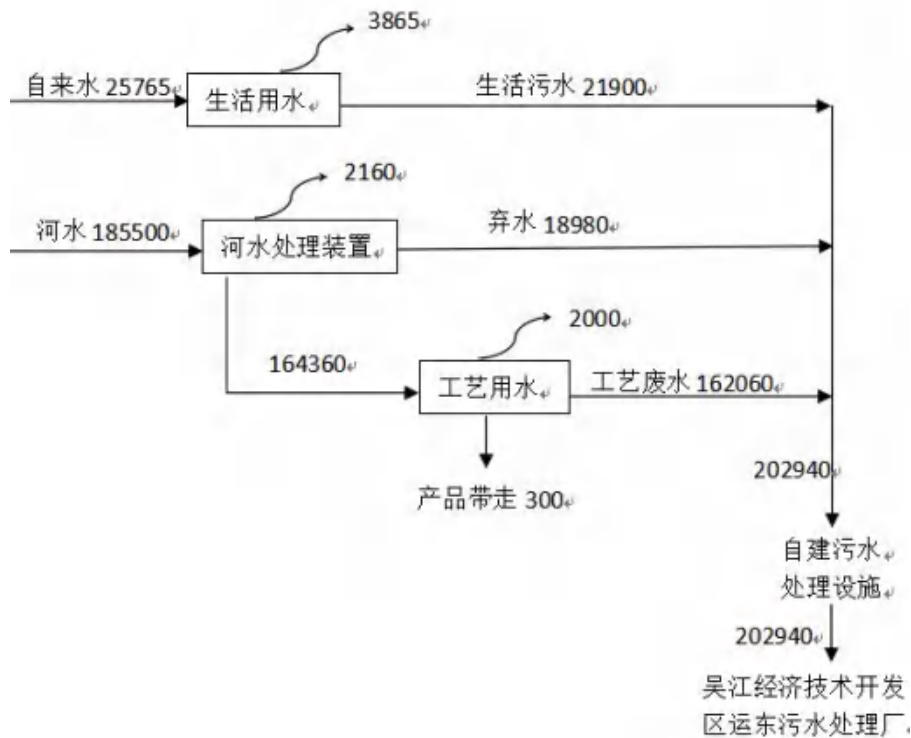 3865
自来水 25765
生活用水
生活污水 21900
2160
河水 185500
河水处理装置
弃水 18980
2000
164360
工艺用水
工艺废水 162060
202940
产品带走 300
自建污水
处理设施
202940
吴江经济技术开发
区运东污水处理厂